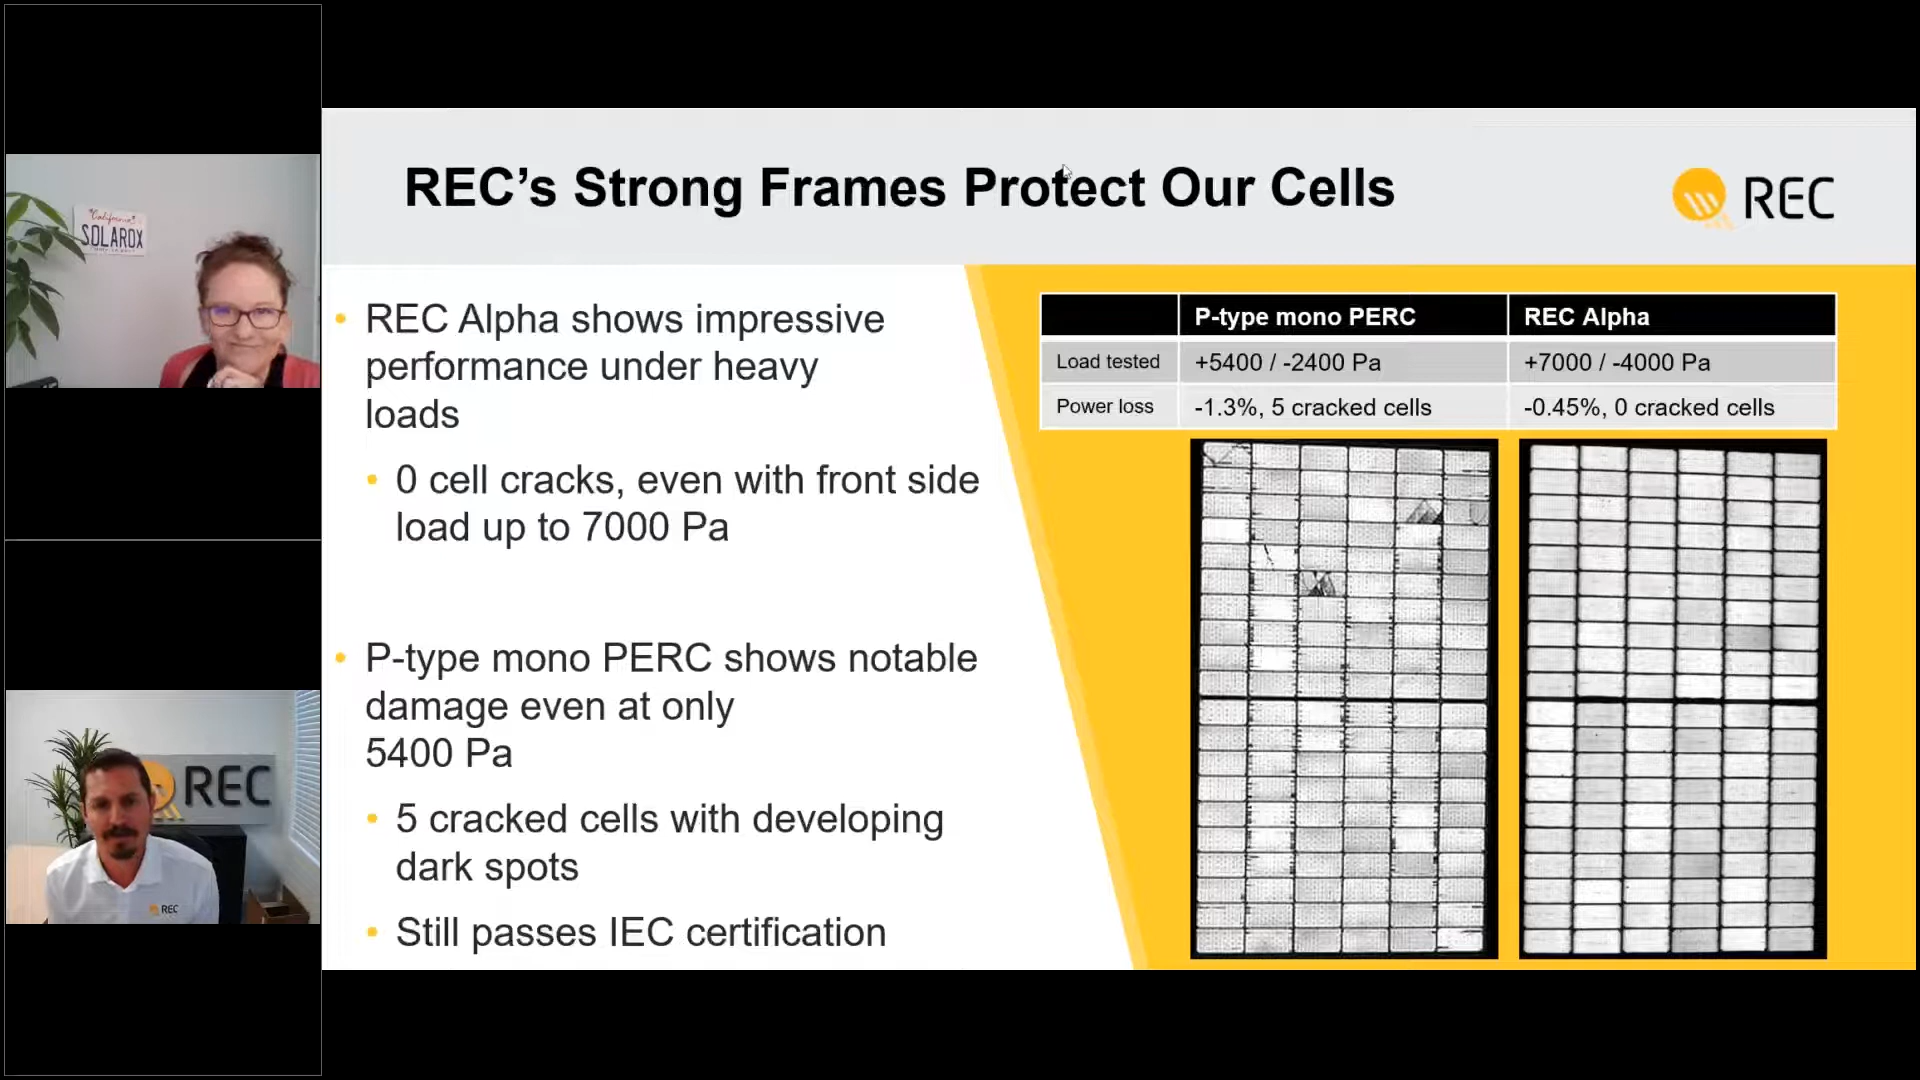 REC's Strong Frames Protect Our Cells
REC
California
SOLAROX
REC
REC
• REC Alpha shows impressive
performance under heavy
loads
• 0 cell cracks, even with front side
load up to 7000 Pa
• P-type mono PERC shows notable
damage even at only
5400 Pa
• 5 cracked cells with developing
dark spots
• Still passes IEC certification
P-type mono PERC REC Alpha
Load tested +5400 / -2400 Pa +7000 / -4000 Pa
Power loss -1.3%, 5 cracked cells -0.45%, 0 cracked cells